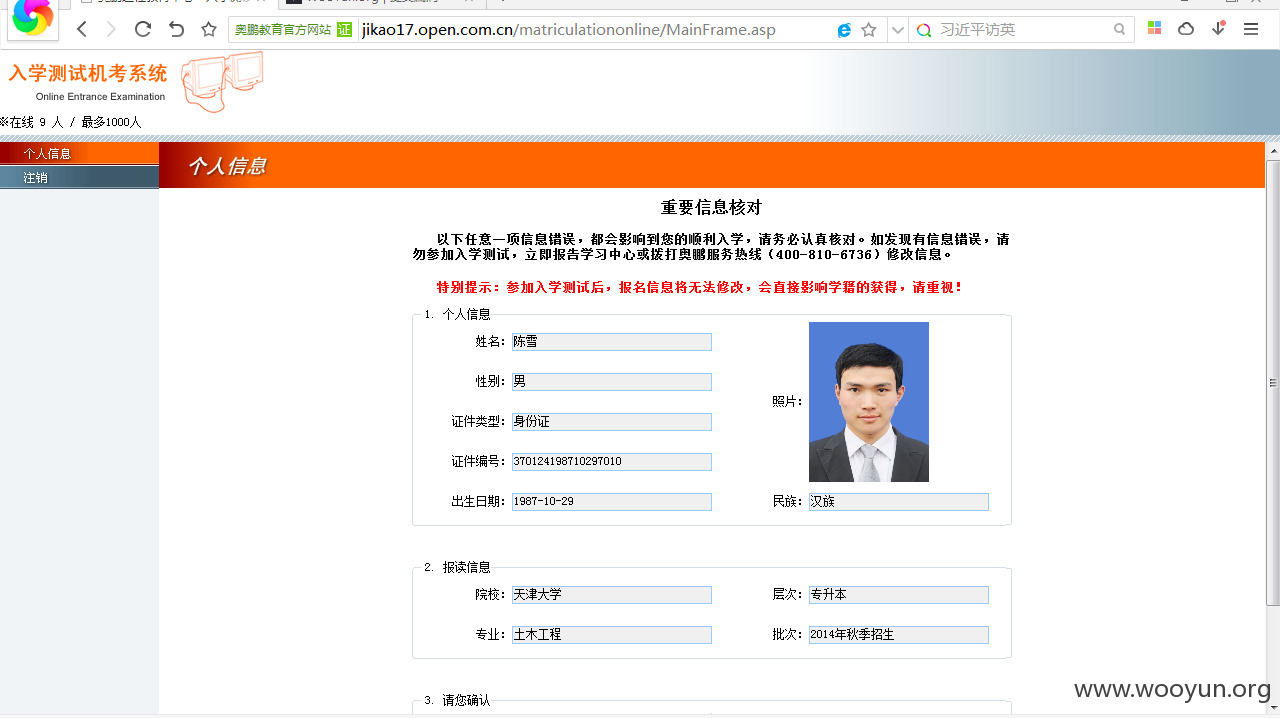 奥鹏教育官方网站 证 jikao17.open.com.cn/matriculationonline/MainFrame.asp 习近平访英
入学测试机考系统
Online Entrance Examination
※在线 9 人 / 最多1000人
个人信息
注销
个人信息
重要信息核对
以下任意一项信息错误，都会影响到您的顺利入学，请务必认真核对。如发现有信息错误，请
勿参加入学测试，立即报告学习中心或拨打奥鹏服务热线（400-810-6736）修改信息。
特别提示：参加入学测试后，报名信息将无法修改，会直接影响学籍的获得，请重视！
1. 个人信息
姓名： 陈雪
性别： 男
照片：
证件类型： 身份证
证件编号： 370124198710297010
出生日期： 1987-10-29 民族： 汉族
2. 报读信息
院校： 天津大学 层次： 专升本
专业： 土木工程 批次： 2014年秋季招生
3. 请您确认
www.wooyun.org